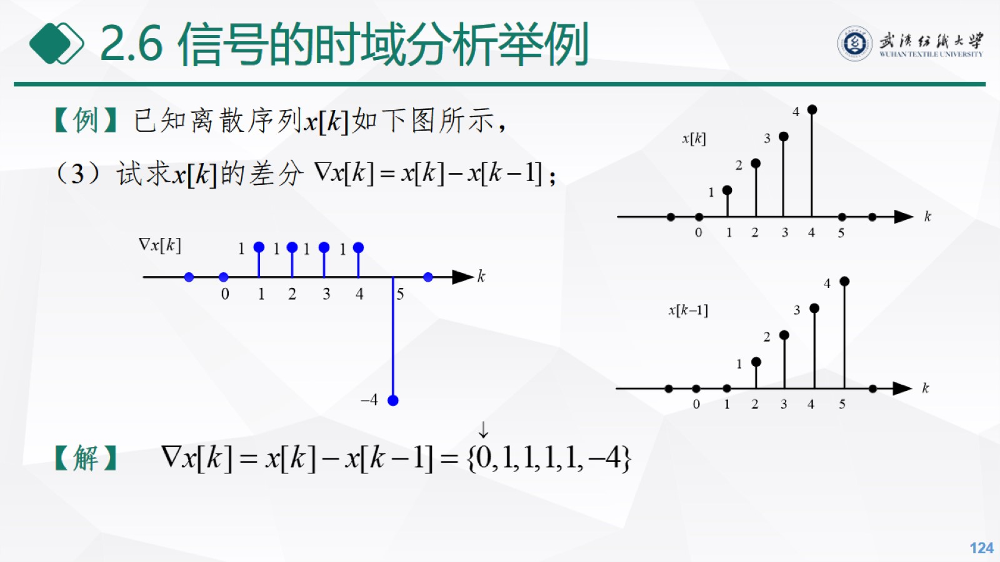 2.6 信号的时域分析举例
武汉纺织大学
WUHAN TEXTILE UNIVERSITY
【例】已知离散序列x[k]如下图所示，
（3）试求x[k]的差分 ∇x[k] = x[k] − x[k − 1]；
x[k]
1 2 3 4
0 1 2 3 4 5 k
∇x[k]
1 1 1 1
0 1 2 3 4 5 k
−4
x[k−1]
1 2 3 4
0 1 2 3 4 5 k
↓
【解】 ∇x[k] = x[k] − x[k − 1] = {0, 1, 1, 1, 1, −4}
124